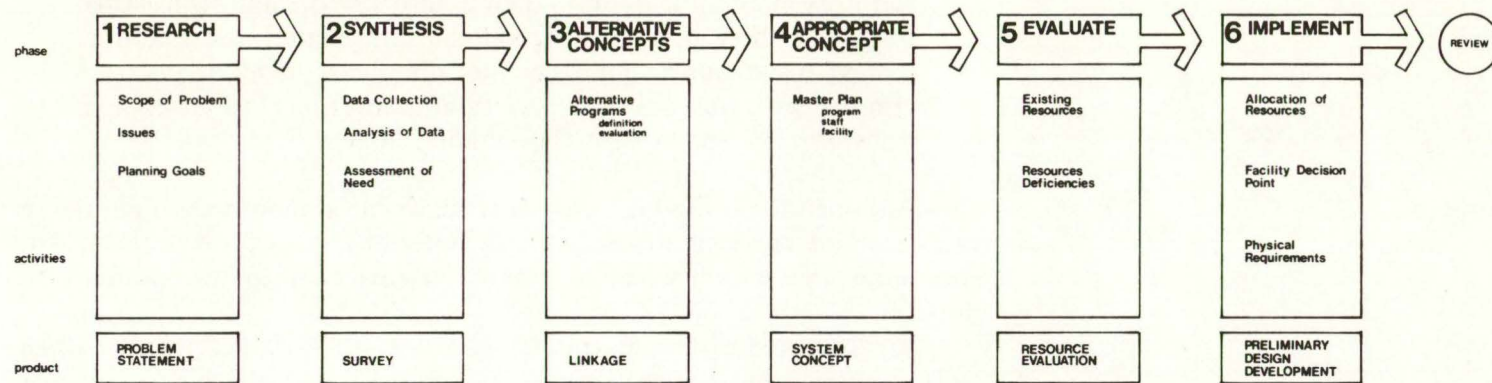 phase
1 RESEARCH
2 SYNTHESIS
3 ALTERNATIVE
CONCEPTS
4 APPROPRIATE
CONCEPT
5 EVALUATE
6 IMPLEMENT
REVIEW
activities
Scope of Problem
Issues
Planning Goals
Data Collection
Analysis of Data
Assessment of
Need
Alternative
Programs
definition
evaluation
Master Plan
program
staff
facility
Existing
Resources
Resources
Deficiencies
Allocation of
Resources
Facility Decision
Point
Physical
Requirements
product
PROBLEM
STATEMENT
SURVEY
LINKAGE
SYSTEM
CONCEPT
RESOURCE
EVALUATION
PRELIMINARY
DESIGN
DEVELOPMENT